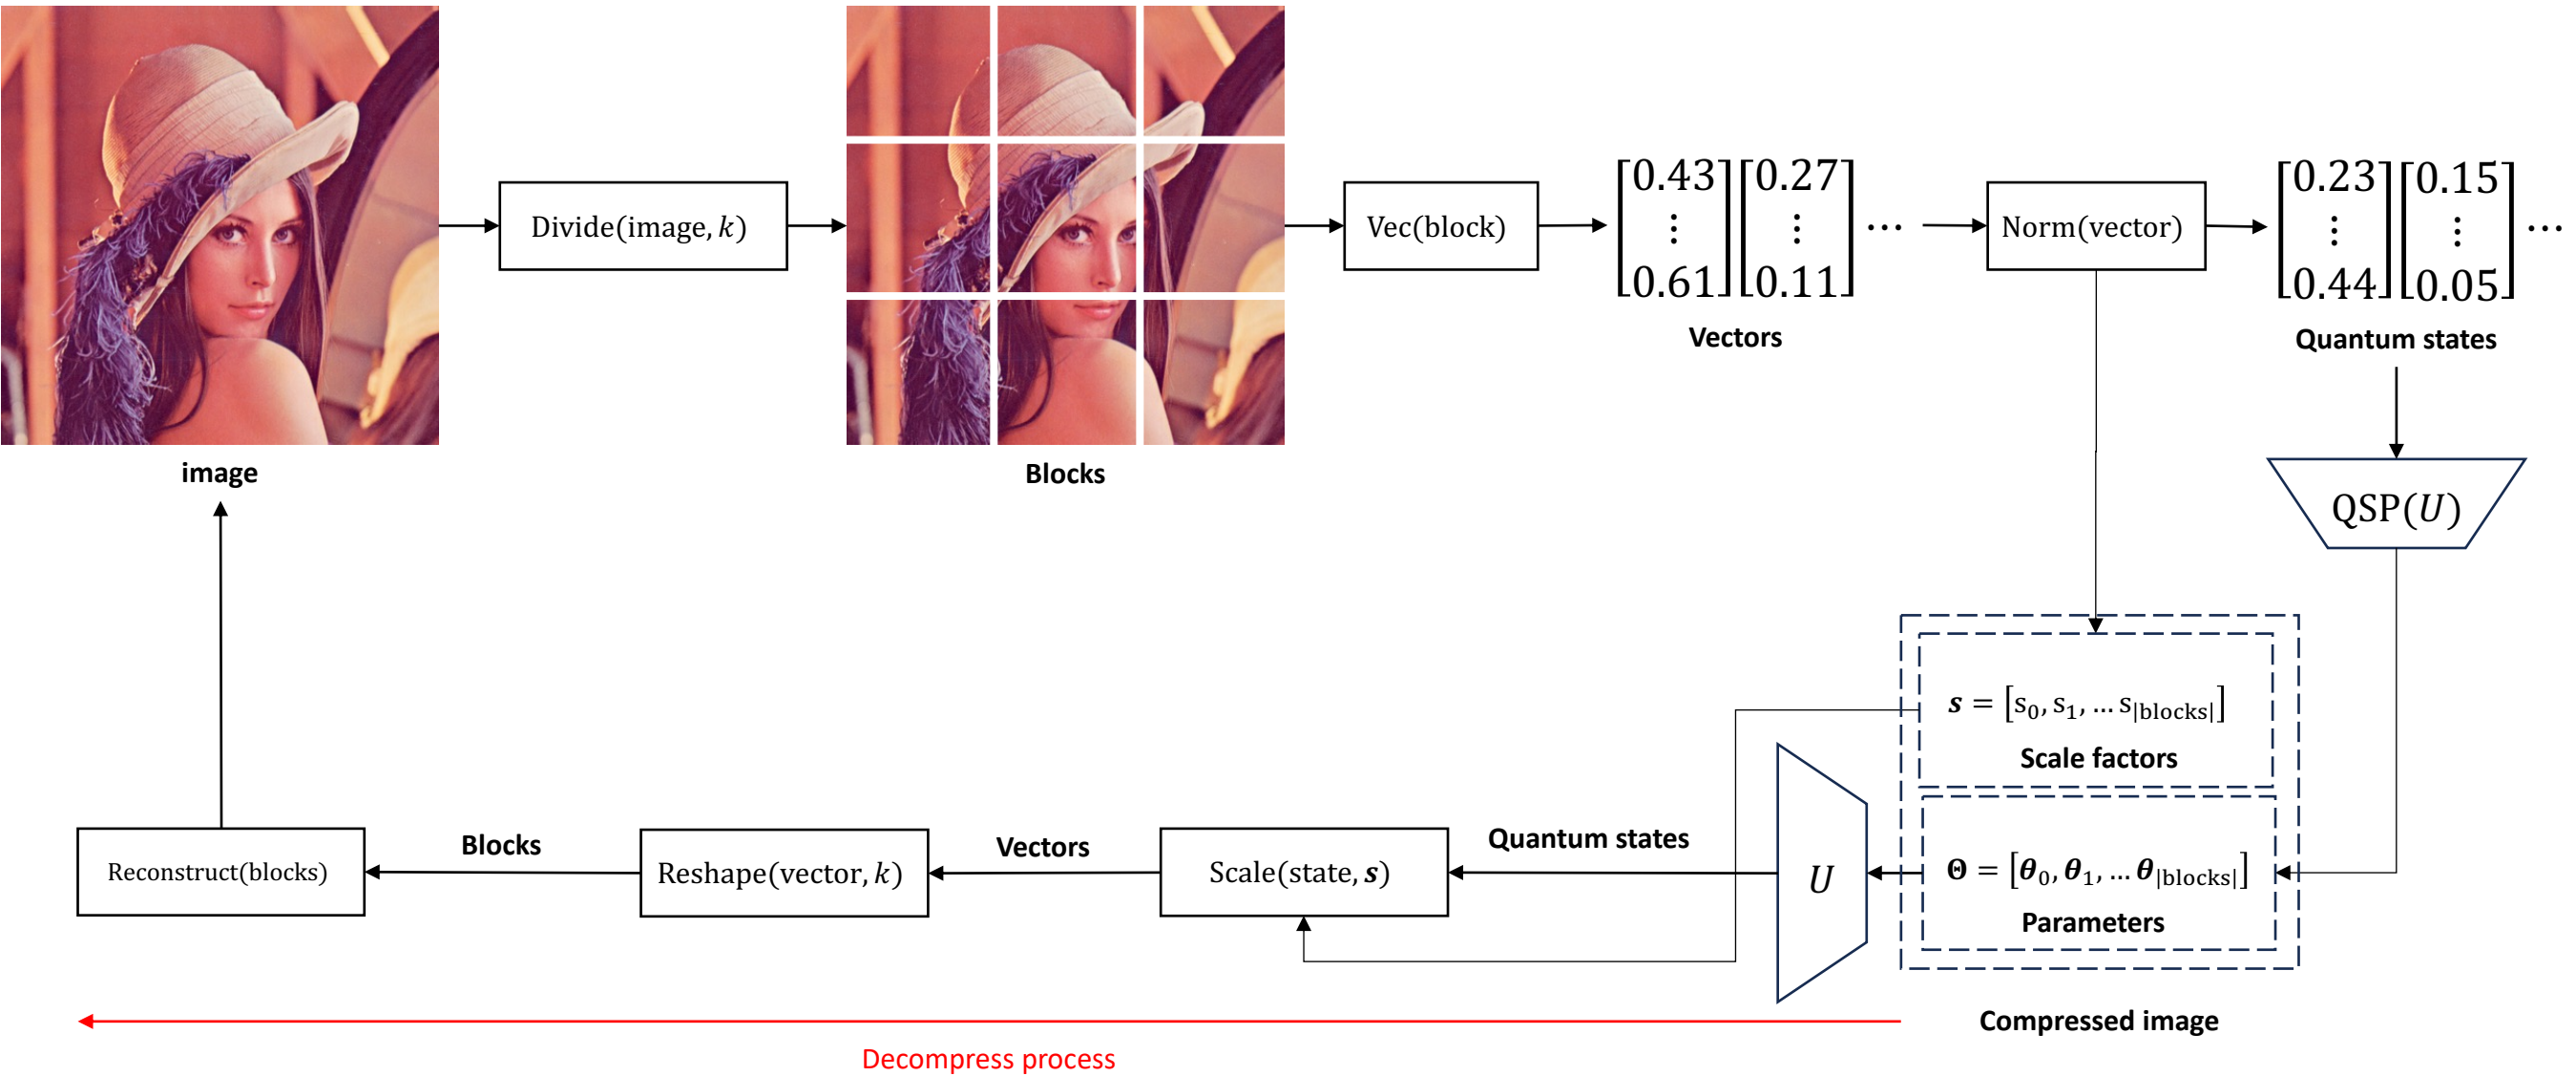 Divide(image, k)
Vec(block)
[0.43 ⋮ 0.61] [0.27 ⋮ 0.11] ⋯
Norm(vector)
[0.23 ⋮ 0.44] [0.15 ⋮ 0.05] ⋯
Vectors
Quantum states
image
Blocks
QSP(U)
s = [s₀, s₁, … s|blocks|]
Scale factors
Θ = [θ₀, θ₁, … θ|blocks|]
Parameters
Compressed image
U
Quantum states
Scale(state, s)
Vectors
Reshape(vector, k)
Blocks
Reconstruct(blocks)
Decompress process